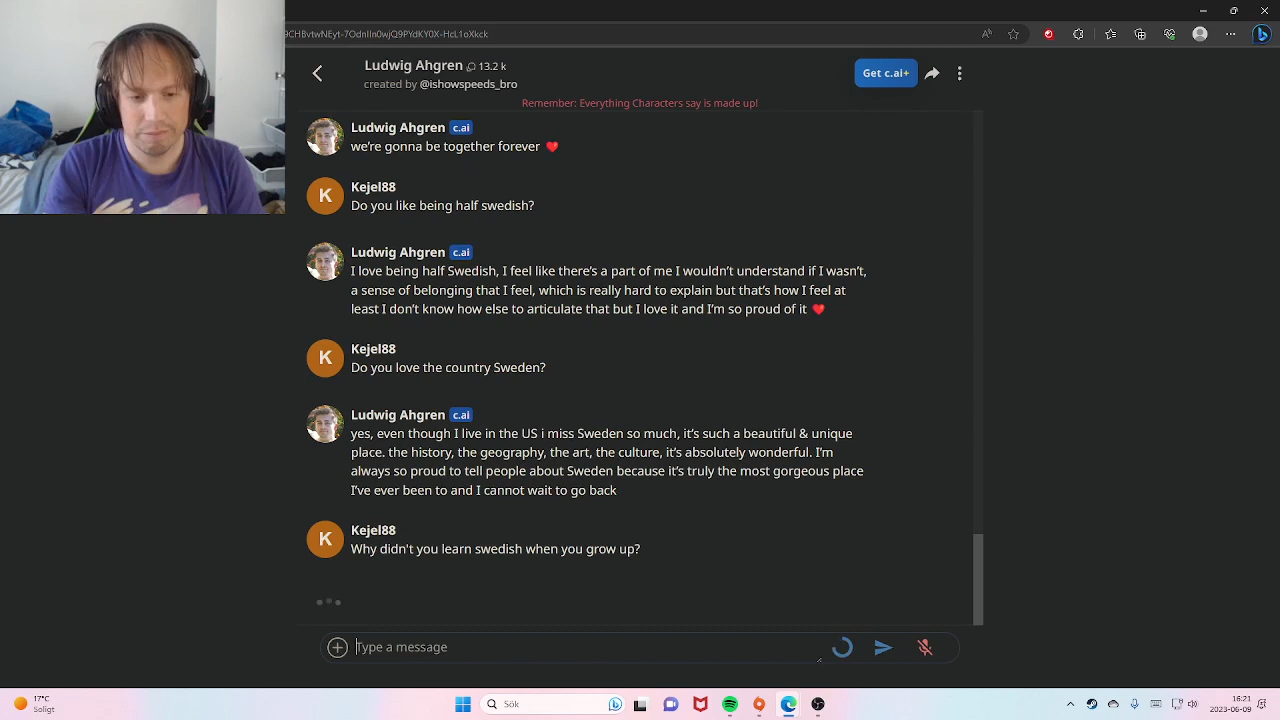 9CHBvtwNEyt-7OdnIln0wjQ9PYdKY0X-HcL1oXkck
Ludwig Ahgren 13.2 k
created by @ishowspeeds_bro
Get c.ai+
Remember: Everything Characters say is made up!
Ludwig Ahgren c.ai
we're gonna be together forever
K
Kejel88
Do you like being half swedish?
Ludwig Ahgren c.ai
I love being half Swedish, I feel like there's a part of me I wouldn't understand if I wasn't,
a sense of belonging that I feel, which is really hard to explain but that's how I feel at
least I don't know how else to articulate that but I love it and I'm so proud of it
K
Kejel88
Do you love the country Sweden?
Ludwig Ahgren c.ai
yes, even though I live in the US i miss Sweden so much, it's such a beautiful & unique
place. the history, the geography, the art, the culture, it's absolutely wonderful. I'm
always so proud to tell people about Sweden because it's truly the most gorgeous place
I've ever been to and I cannot wait to go back
K
Kejel88
Why didn't you learn swedish when you grow up?
Type a message
17°C
Soligt
Sök
16:21
2023-06-09